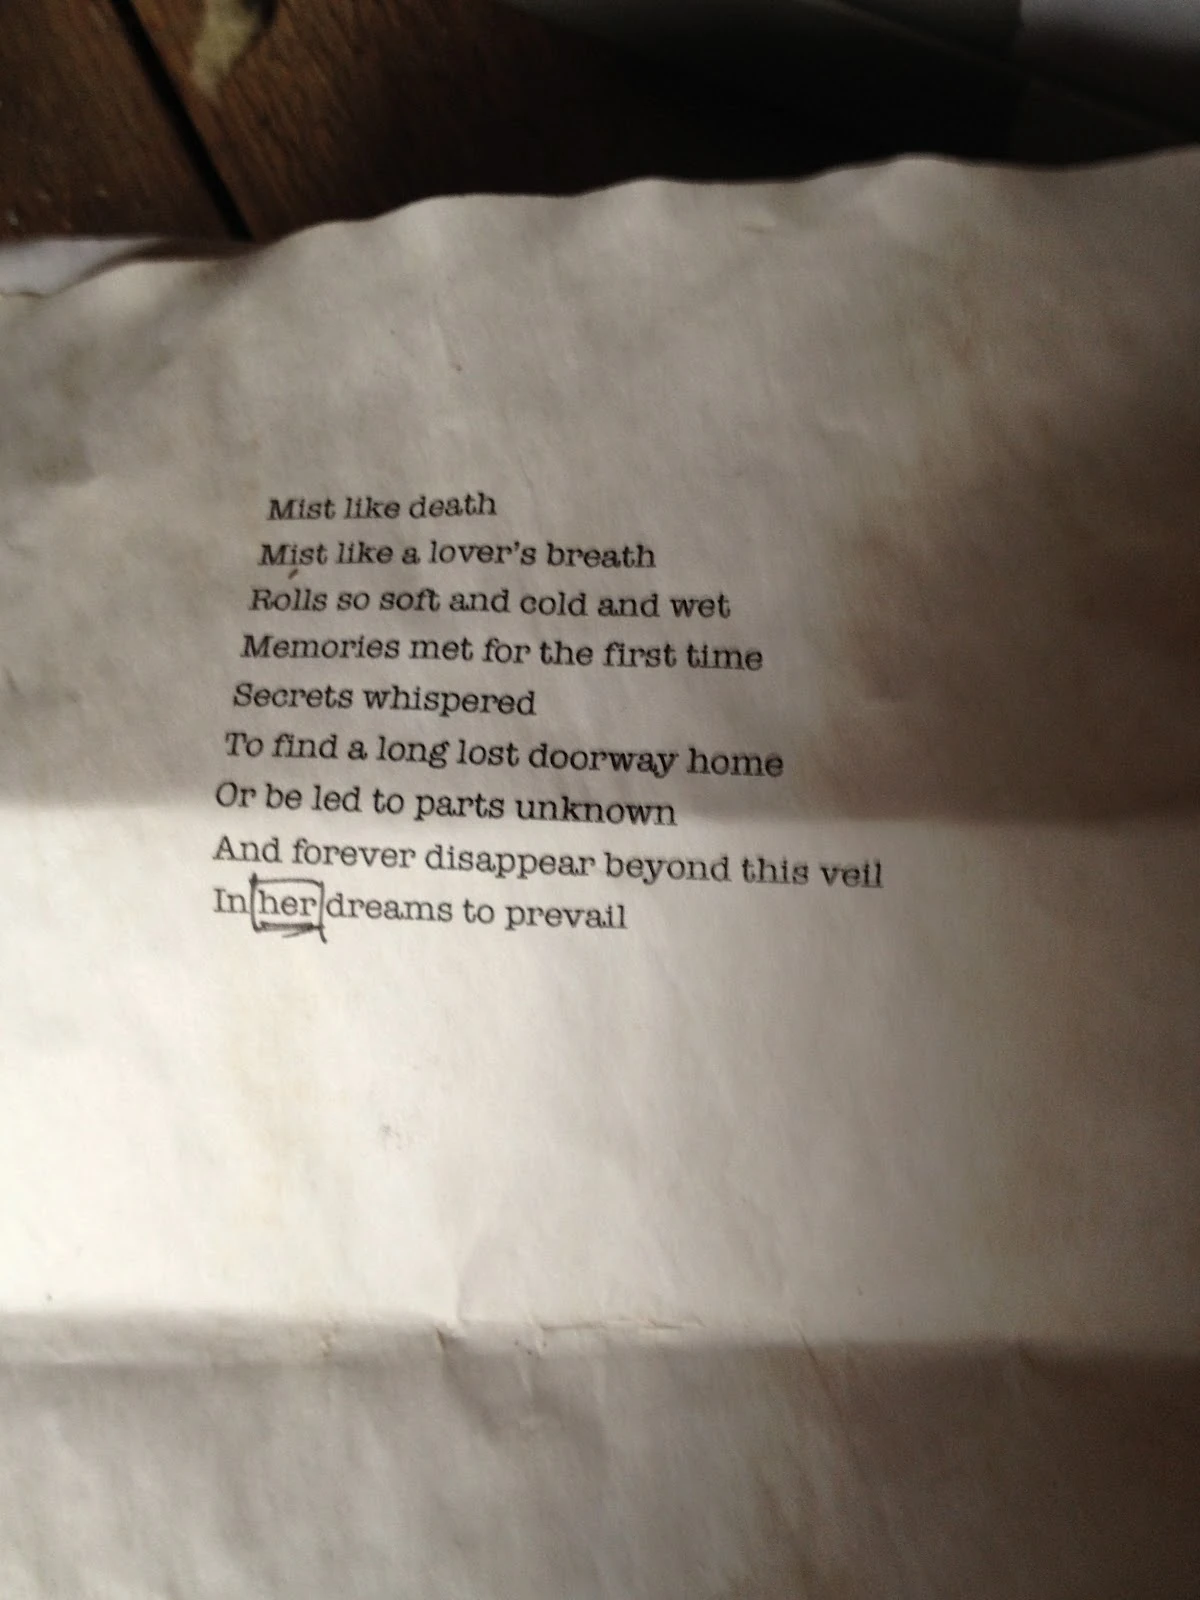 Mist like death
Mist like a lover's breath
Rolls so soft and cold and wet
Memories met for the first time
Secrets whispered
To find a long lost doorway home
Or be led to parts unknown
And forever disappear beyond this veil
In her dreams to prevail